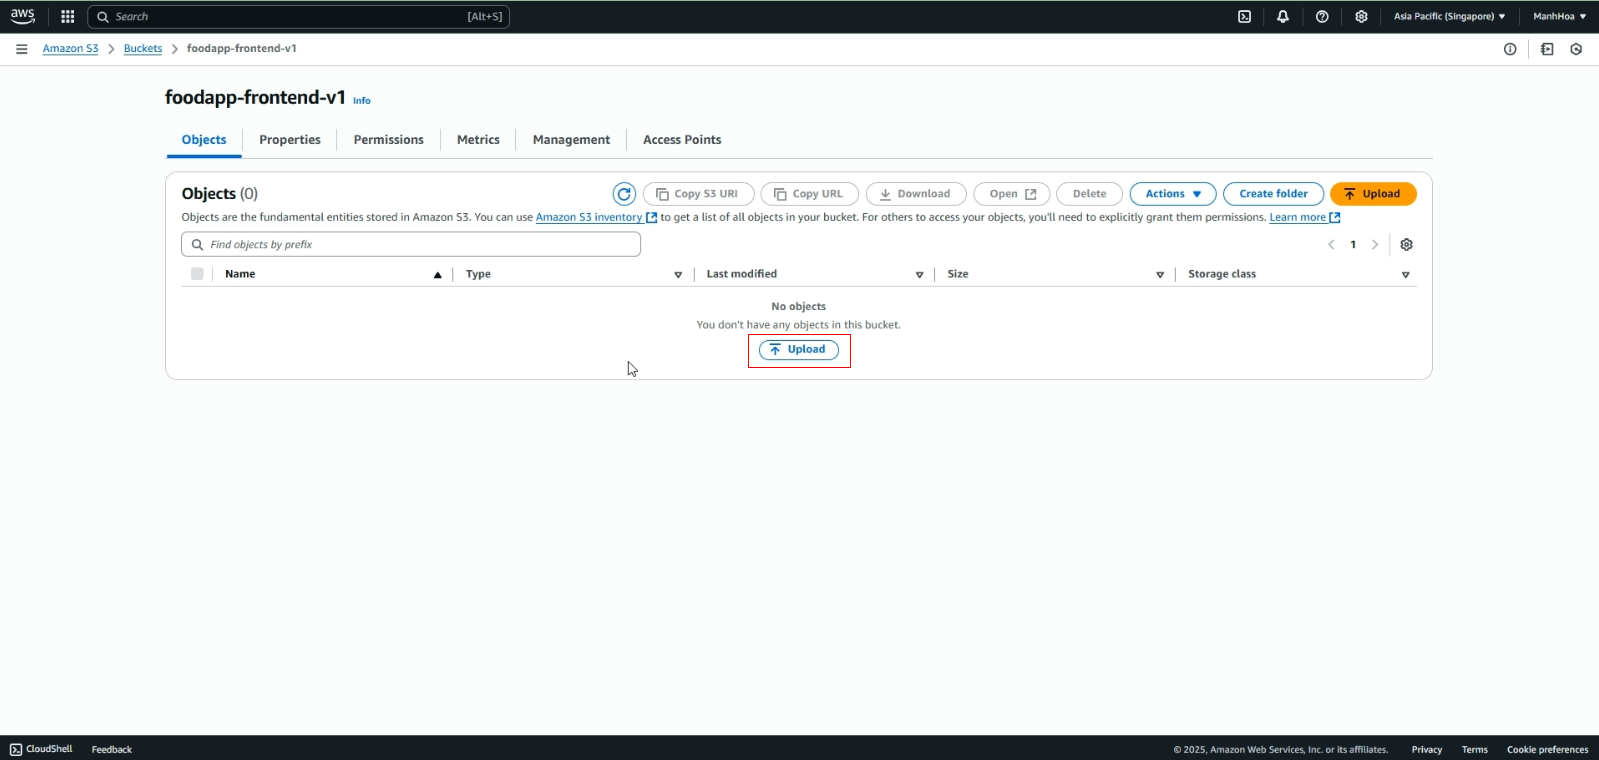 aws
Search [Alt+S]
Asia Pacific (Singapore)
ManhHoa
Amazon S3 > Buckets > foodapp-frontend-v1
foodapp-frontend-v1 Info
Objects
Properties
Permissions
Metrics
Management
Access Points
Objects (0)
Copy S3 URI
Copy URL
Download
Open
Delete
Actions
Create folder
Upload
Objects are the fundamental entities stored in Amazon S3. You can use Amazon S3 inventory to get a list of all objects in your bucket. For others to access your objects, you'll need to explicitly grant them permissions. Learn more
Find objects by prefix
1
Name
Type
Last modified
Size
Storage class
No objects
You don't have any objects in this bucket.
Upload
CloudShell
Feedback
© 2025, Amazon Web Services, Inc. or its affiliates.
Privacy
Terms
Cookie preferences